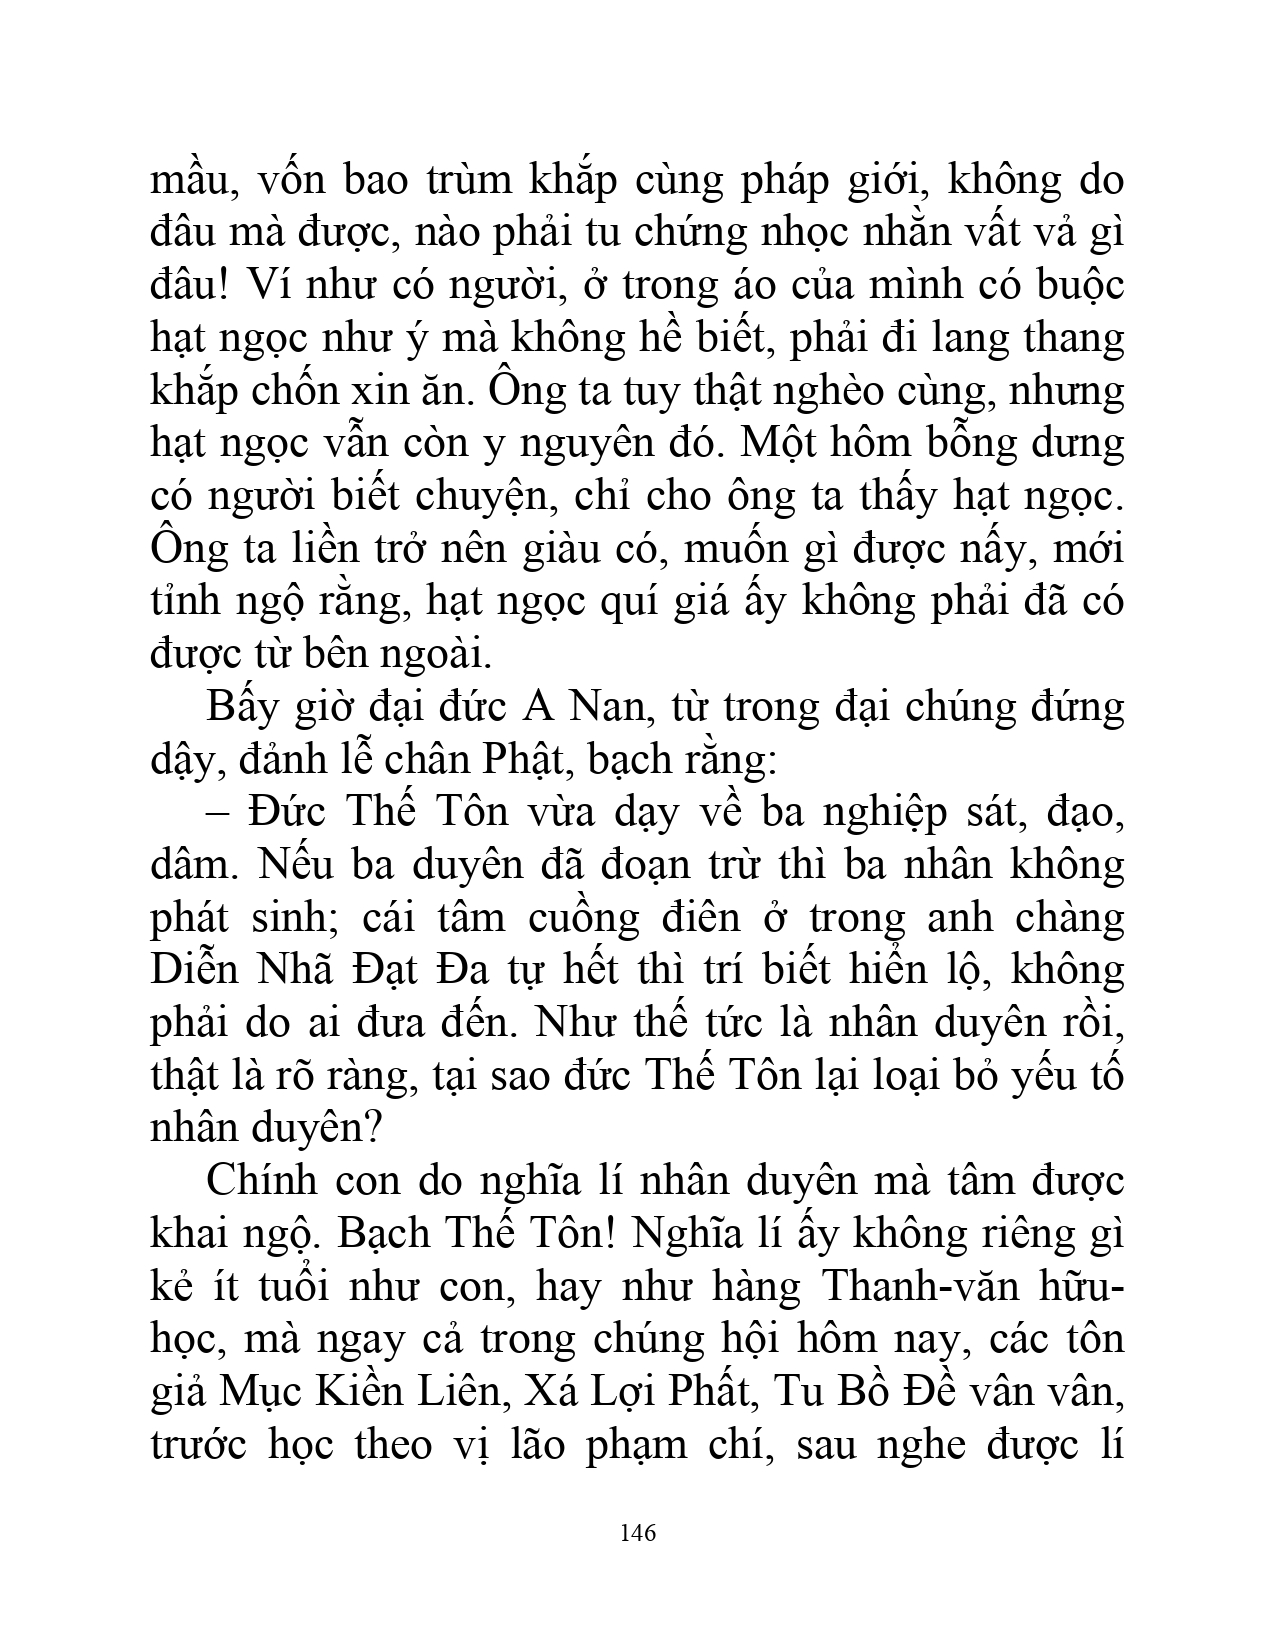 mầu, vốn bao trùm khắp cùng pháp giới, không do
đâu mà được, nào phải tu chứng nhọc nhằn vất vả gì
đâu! Ví như có người, ở trong áo của mình có buộc
hạt ngọc như ý mà không hề biết, phải đi lang thang
khắp chốn xin ăn. Ông ta tuy thật nghèo cùng, nhưng
hạt ngọc vẫn còn y nguyên đó. Một hôm bỗng dưng
có người biết chuyện, chỉ cho ông ta thấy hạt ngọc.
Ông ta liền trở nên giàu có, muốn gì được nấy, mới
tỉnh ngộ rằng, hạt ngọc quí giá ấy không phải đã có
được từ bên ngoài.
Bấy giờ đại đức A Nan, từ trong đại chúng đứng
dậy, đảnh lễ chân Phật, bạch rằng:
– Đức Thế Tôn vừa dạy về ba nghiệp sát, đạo,
dâm. Nếu ba duyên đã đoạn trừ thì ba nhân không
phát sinh; cái tâm cuồng điên ở trong anh chàng
Diễn Nhã Đạt Đa tự hết thì trí biết hiển lộ, không
phải do ai đưa đến. Như thế tức là nhân duyên rồi,
thật là rõ ràng, tại sao đức Thế Tôn lại loại bỏ yếu tố
nhân duyên?
Chính con do nghĩa lí nhân duyên mà tâm được
khai ngộ. Bạch Thế Tôn! Nghĩa lí ấy không riêng gì
kẻ ít tuổi như con, hay như hàng Thanh-văn hữu-
học, mà ngay cả trong chúng hội hôm nay, các tôn
giả Mục Kiền Liên, Xá Lợi Phất, Tu Bồ Đề vân vân,
trước học theo vị lão phạm chí, sau nghe được lí
146